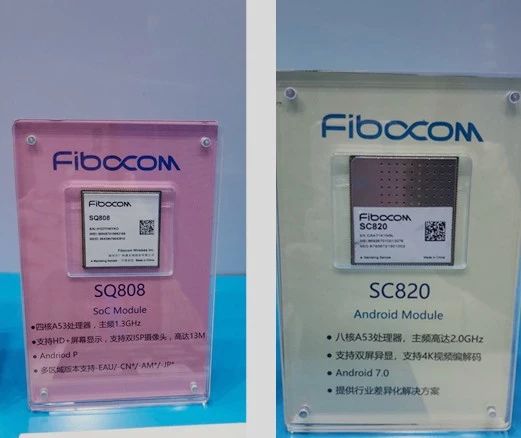 Fibocom
Fibocom
SQ808
Fibocom Wireless Inc.
SQ808
SoC Module
• 四核A53处理器，主频1.3GHz
• 支持HD+屏幕显示，支持双ISP摄像头，高达13M
• Andriod P
• 多区域版本支持-EAU/-CN*/-AM*/-JP*
Fibocom
Fibocom
SC820
SC820
Android Module
• 八核A53处理器，主频高达2.0GHz
• 支持双屏异显，支持4K视频编解码
• Android 7.0
• 提供行业差异化解决方案